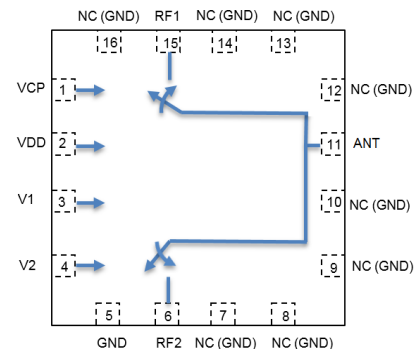 NC (GND) RF1 NC (GND) NC (GND)
16 15 14 13
VCP 1 12 NC (GND)
VDD 2 11 ANT
V1 3 10 NC (GND)
V2 4 9 NC (GND)
5 6 7 8
GND RF2 NC (GND) NC (GND)